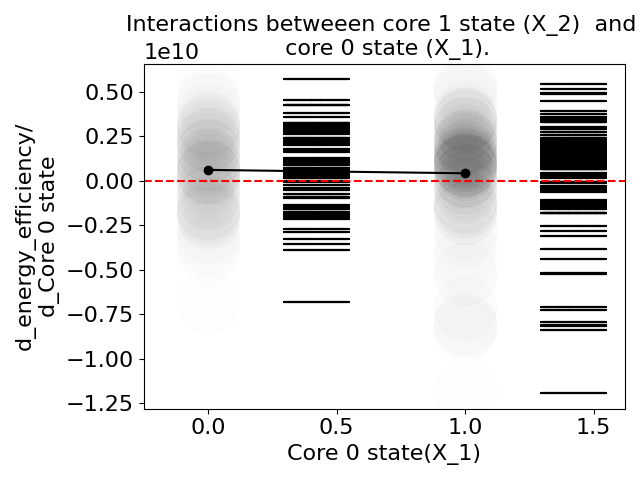 Interactions betweeen core 1 state (X_2)  and
core 0 state (X_1).
1e10
0.50
0.25
0.00
−0.25
−0.50
−0.75
−1.00
−1.25
d_energy_efficiency/
d_Core 0 state
0.0 0.5 1.0 1.5
Core 0 state(X_1)